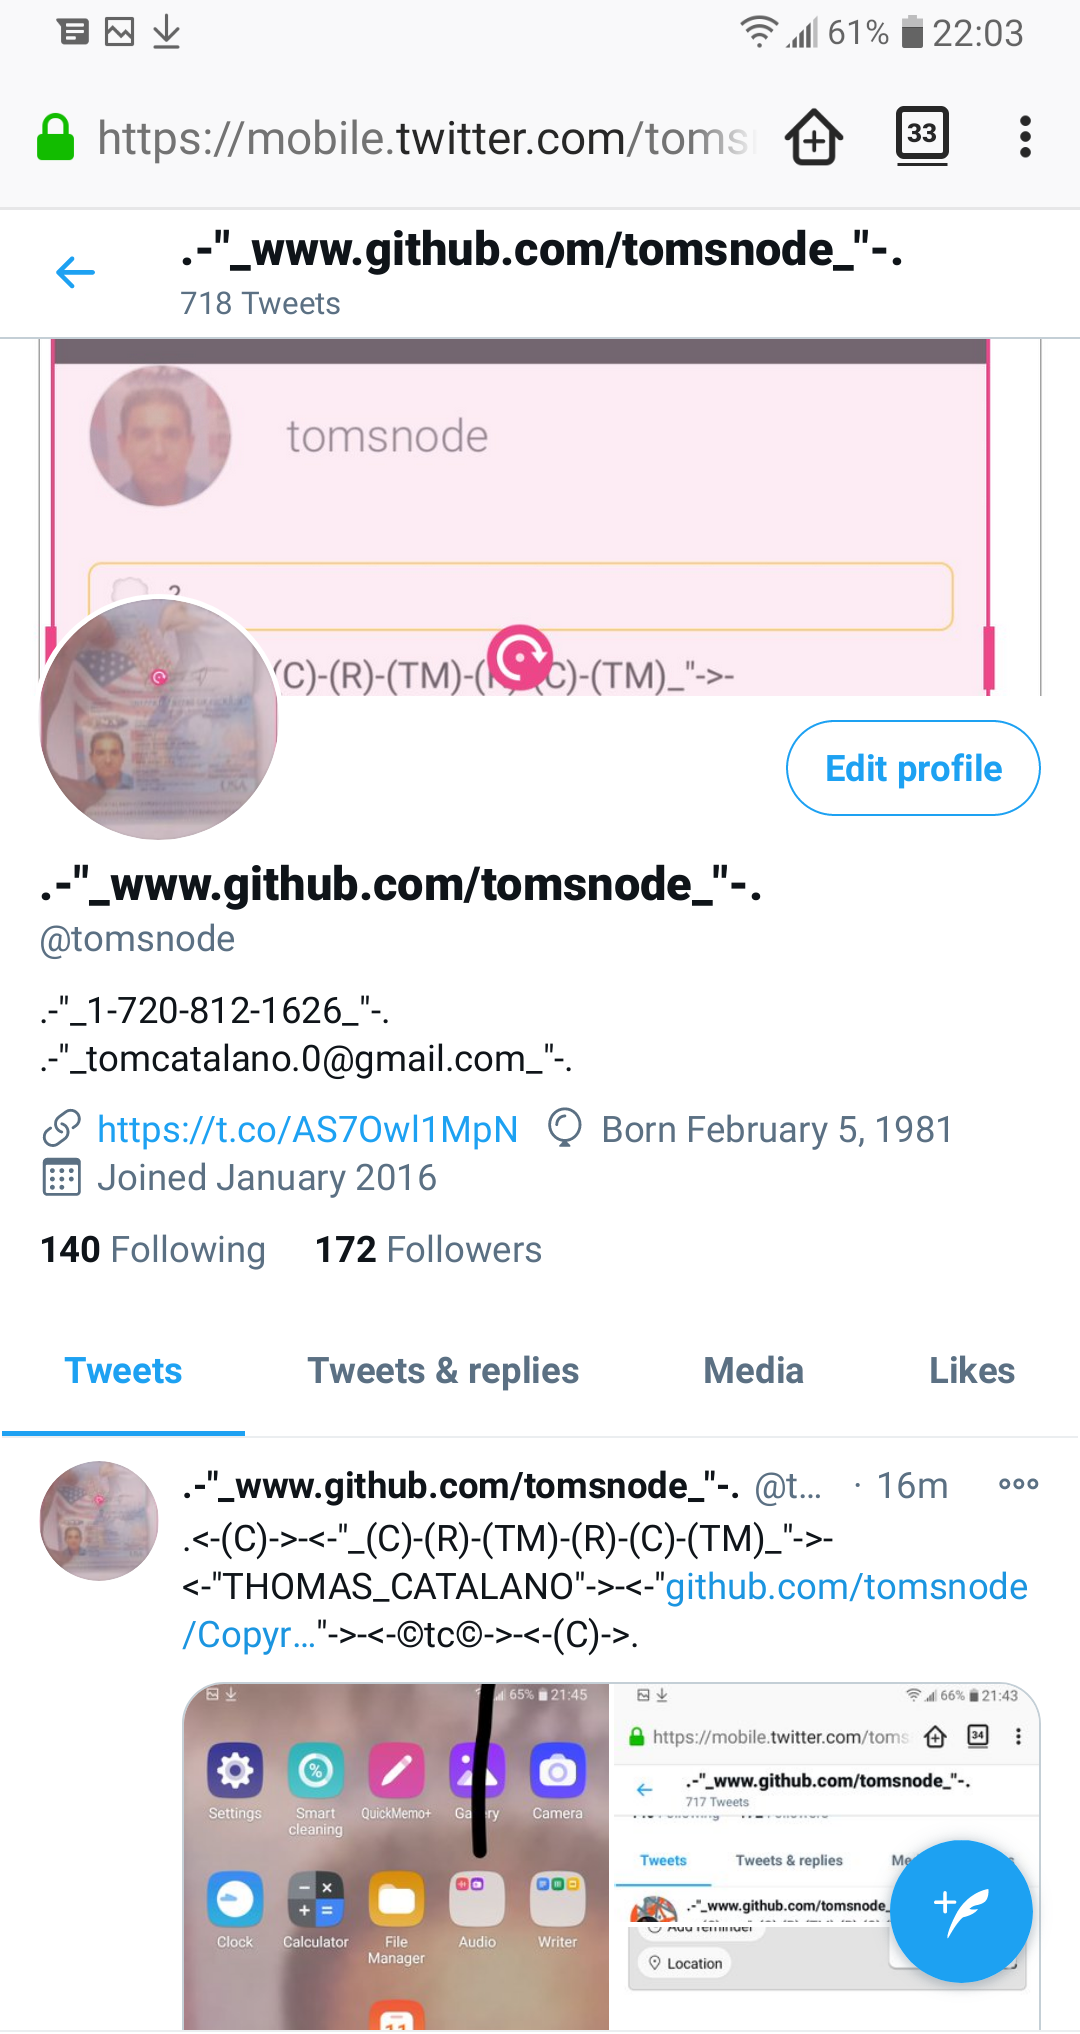 61% 22:03
https://mobile.twitter.com/toms
33
.-"_www.github.com/tomsnode_"-.
718 Tweets
tomsnode
?
(C)-(R)-(TM)-( C)-(TM)_"->-
USA
Edit profile
.-"_www.github.com/tomsnode_"-.
@tomsnode
.-"_1-720-812-1626_"-.
.-"_tomcatalano.0@gmail.com_"-.
https://t.co/AS7Owl1MpN Born February 5, 1981
Joined January 2016
140 Following 172 Followers
Tweets Tweets & replies Media Likes
.-"_www.github.com/tomsnode_"-. @t... · 16m
.<-(C)->-<-"_(C)-(R)-(TM)-(R)-(C)-(TM)_"->-
<-"THOMAS_CATALANO"->-<-"github.com/tomsnode
/Copyr..."->-<-©tc©->-<-(C)->.
65% 21:45
Settings Smart cleaning QuickMemo+ Gallery Camera
Clock Calculator File Manager Audio Writer
11
66% 21:43
https://mobile.twitter.com/toms
34
.-"_www.github.com/tomsnode_"-.
717 Tweets
Tweets Tweets & replies Me
.-"_www.github.com/tomsnode_
Add reminder
Location